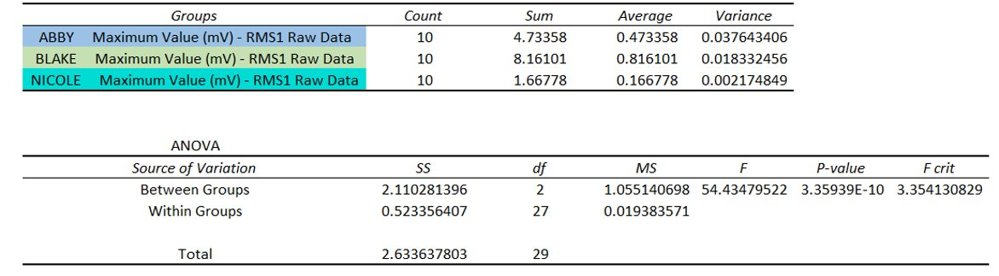 Groups Count Sum Average Variance
ABBY Maximum Value (mV) - RMS1 Raw Data 10 4.73358 0.473358 0.037643406
BLAKE Maximum Value (mV) - RMS1 Raw Data 10 8.16101 0.816101 0.018332456
NICOLE Maximum Value (mV) - RMS1 Raw Data 10 1.66778 0.166778 0.002174849
ANOVA
Source of Variation SS df MS F P-value F crit
Between Groups 2.110281396 2 1.055140698 54.43479522 3.35939E-10 3.354130829
Within Groups 0.523356407 27 0.019383571
Total 2.633637803 29